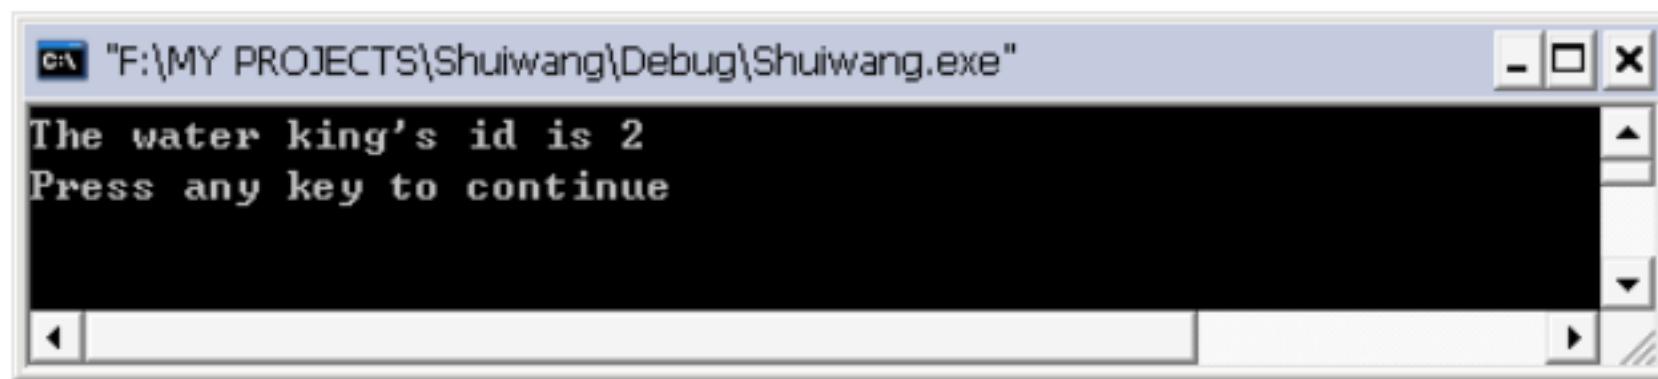 "F:\MY PROJECTS\Shuiwang\Debug\Shuiwang.exe"
The water king's id is 2
Press any key to continue